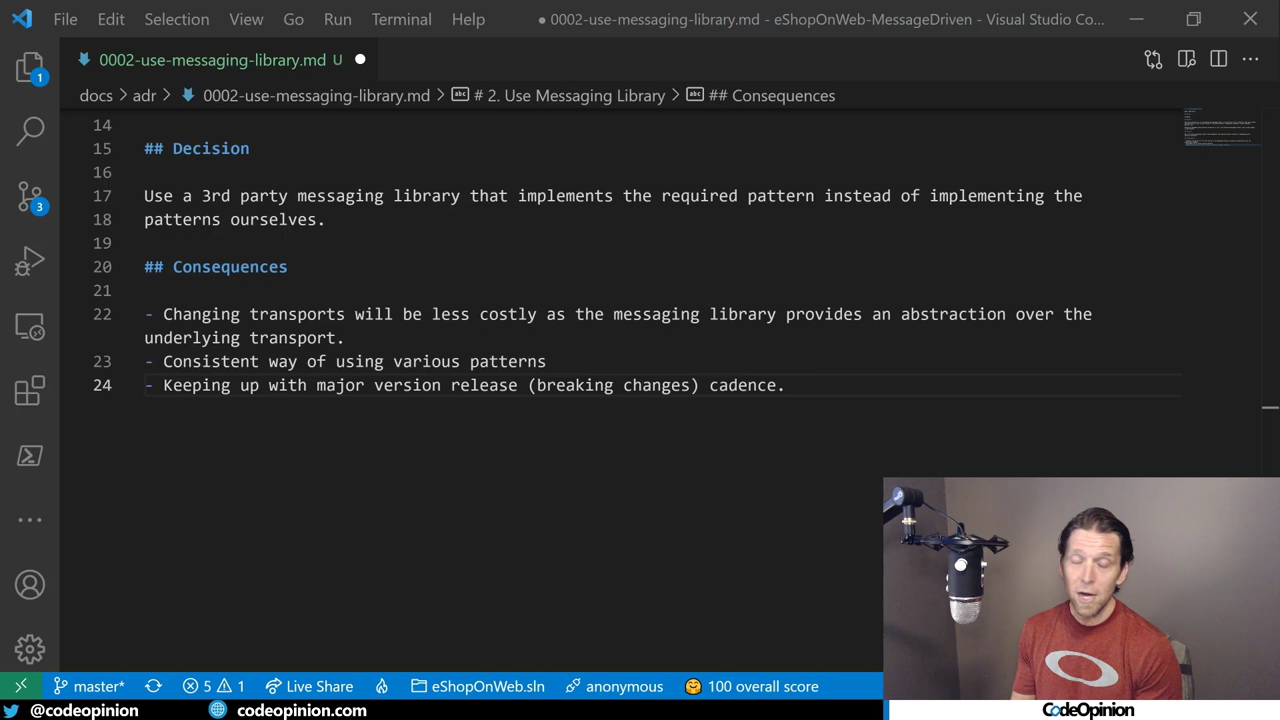 File Edit Selection View Go Run Terminal Help ● 0002-use-messaging-library.md - eShopOnWeb-MessageDriven - Visual Studio Co...
0002-use-messaging-library.md U ●
docs > adr > 0002-use-messaging-library.md > # 2. Use Messaging Library > ## Consequences
14
15 ## Decision
16
17 Use a 3rd party messaging library that implements the required pattern instead of implementing the
18 patterns ourselves.
19
20 ## Consequences
21
22 - Changing transports will be less costly as the messaging library provides an abstraction over the
underlying transport.
23 - Consistent way of using various patterns
24 - Keeping up with major version release (breaking changes) cadence.
1
3
master* 5 1 Live Share eShopOnWeb.sln anonymous 100 overall score
@codeopinion codeopinion.com CodeOpinion